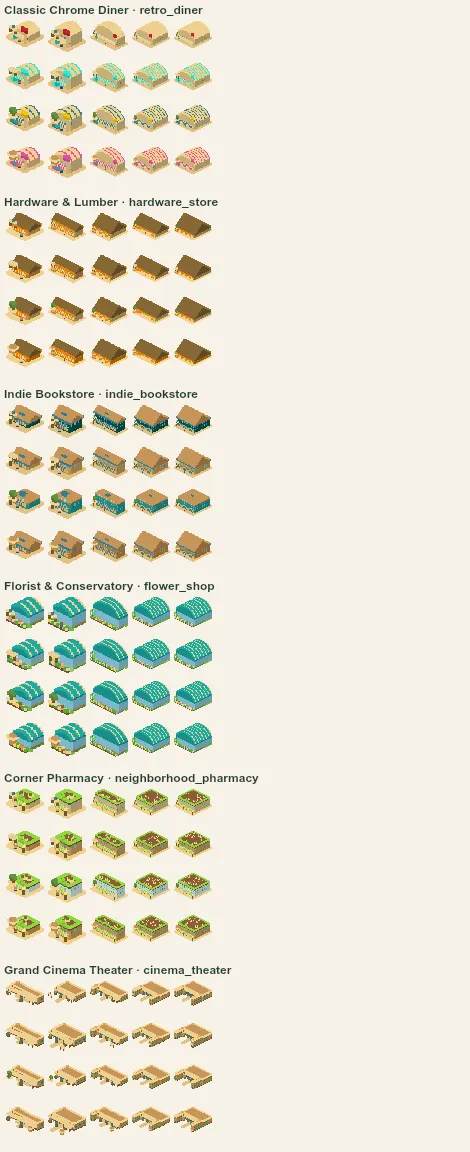 Classic Chrome Diner · retro_diner
Hardware & Lumber · hardware_store
Indie Bookstore · indie_bookstore
Florist & Conservatory · flower_shop
Corner Pharmacy · neighborhood_pharmacy
Grand Cinema Theater · cinema_theater